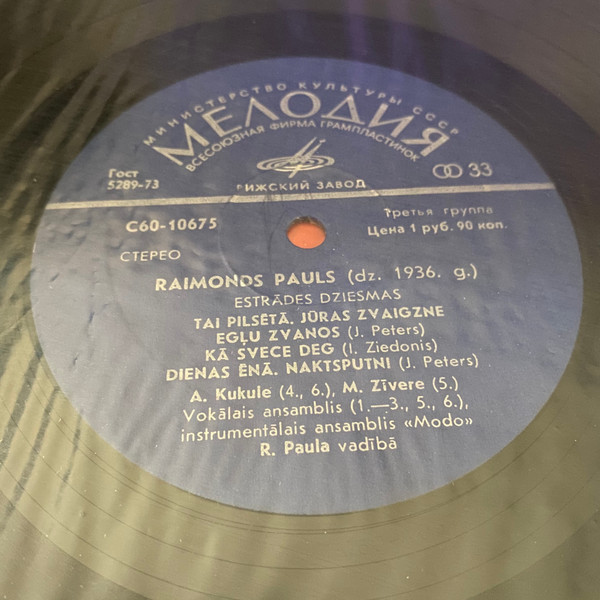 МИНИСТЕРСТВО КУЛЬТУРЫ СССР
МЕЛОДИЯ
ВСЕСОЮЗНАЯ ФИРМА ГРАМПЛАСТИНОК
Гост
5289-73
33
РИЖСКИЙ ЗАВОД
С60-10675
Третья группа
Цена 1 руб. 90 коп.
СТЕРЕО
RAIMONDS PAULS (dz. 1936. g.)
ESTRĀDES DZIESMAS
TAI PILSĒTĀ. JŪRAS ZVAIGZNE
EGĻU ZVANOS (J. Peters)
KĀ SVECE DEG (I. Ziedonis)
DIENAS ĒNĀ. NAKTSPUTNI (J. Peters)
A. Kukule (4., 6.), M. Zīvere (5.)
Vokālais ansamblis (1.—3., 5., 6.),
instrumentālais ansamblis «Modo»
R. Paula vadībā